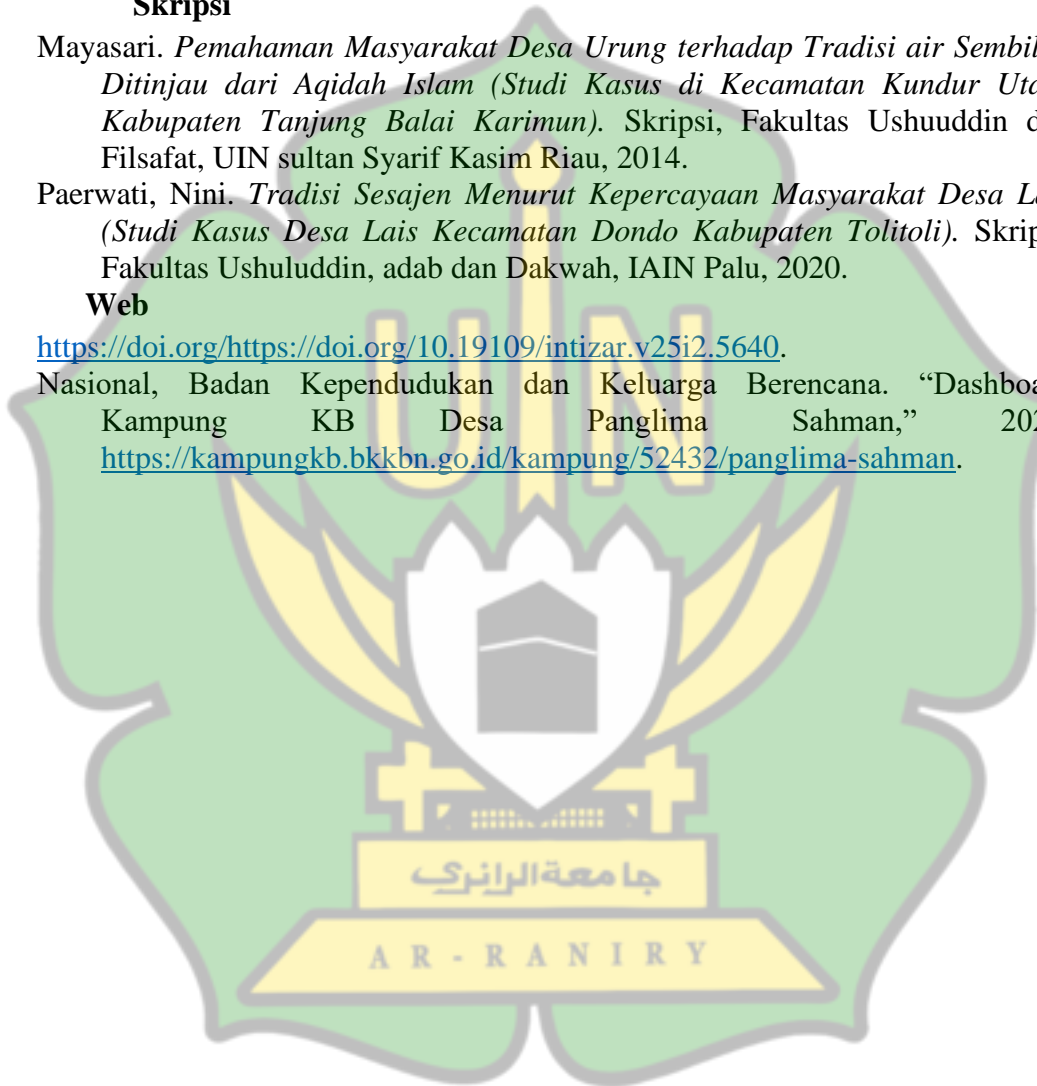 Skripsi
Mayasari. Pemahaman Masyarakat Desa Urung terhadap Tradisi air Sembil
Ditinjau dari Aqidah Islam (Studi Kasus di Kecamatan Kundur Uta
Kabupaten Tanjung Balai Karimun). Skripsi, Fakultas Ushuuddin d
Filsafat, UIN sultan Syarif Kasim Riau, 2014.
Paerwati, Nini. Tradisi Sesajen Menurut Kepercayaan Masyarakat Desa La
(Studi Kasus Desa Lais Kecamatan Dondo Kabupaten Tolitoli). Skrip
Fakultas Ushuluddin, adab dan Dakwah, IAIN Palu, 2020.
Web
https://doi.org/https://doi.org/10.19109/intizar.v25i2.5640.
Nasional, Badan Kependudukan dan Keluarga Berencana. “Dashboa
Kampung KB Desa Panglima Sahman,” 202
https://kampungkb.bkkbn.go.id/kampung/52432/panglima-sahman.
UIN
جامعةالرانري
AR-RANIRY